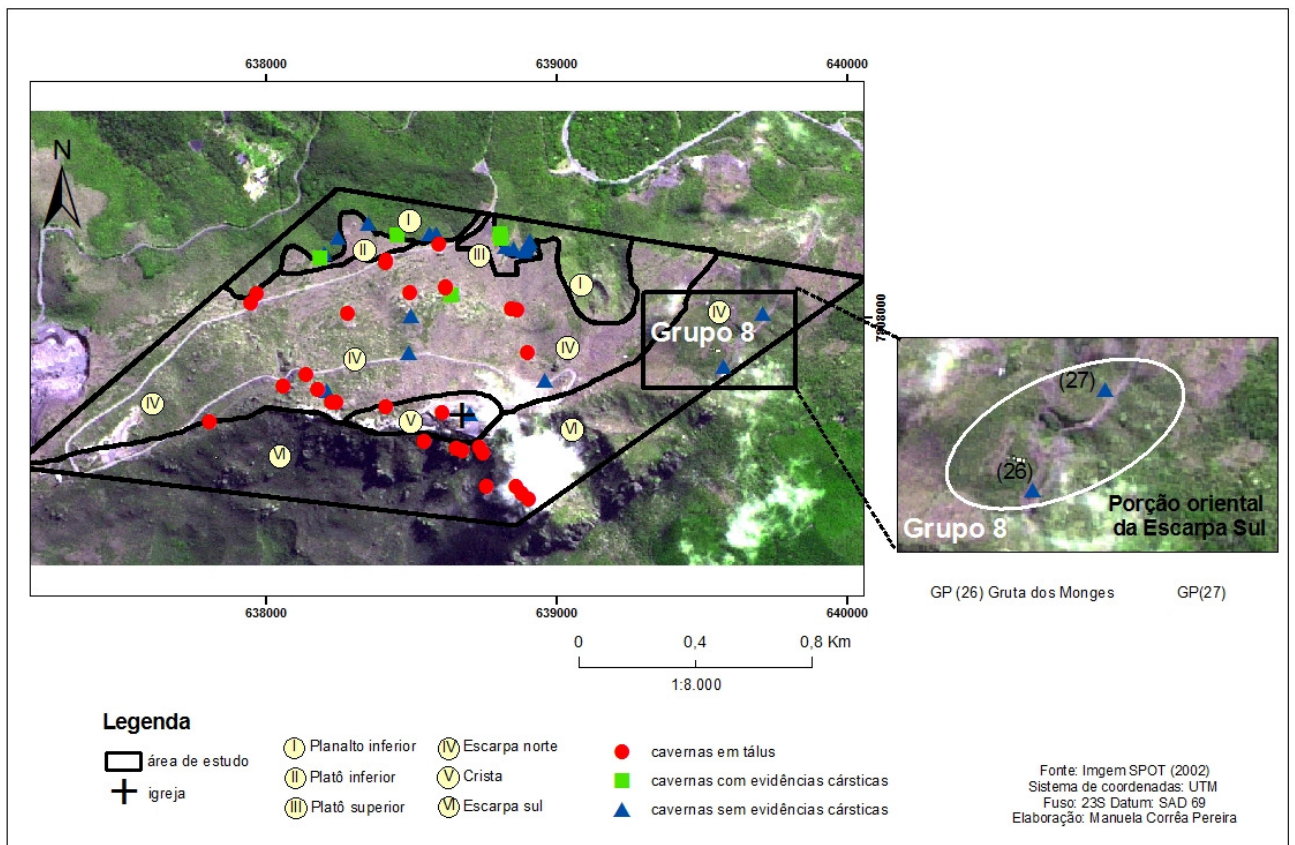 638000
639000
640000
N
I
II
III
I
IV
Grupo 8
7908000
IV
IV
IV
V
VI
VI
(27)
(26)
Porção oriental
da Escarpa Sul
Grupo 8
GP (26) Gruta dos Monges
GP(27)
638000
639000
640000
0
0,4
0,8 Km
1:8.000
Legenda
área de estudo
igreja
I Planalto inferior
II Platô inferior
III Platô superior
IV Escarpa norte
V Crista
VI Escarpa sul
cavernas em tálus
cavernas com evidências cársticas
cavernas sem evidências cársticas
Fonte: Imgem SPOT (2002)
Sistema de coordenadas: UTM
Fuso: 23S Datum: SAD 69
Elaboração: Manuela Corrêa Pereira